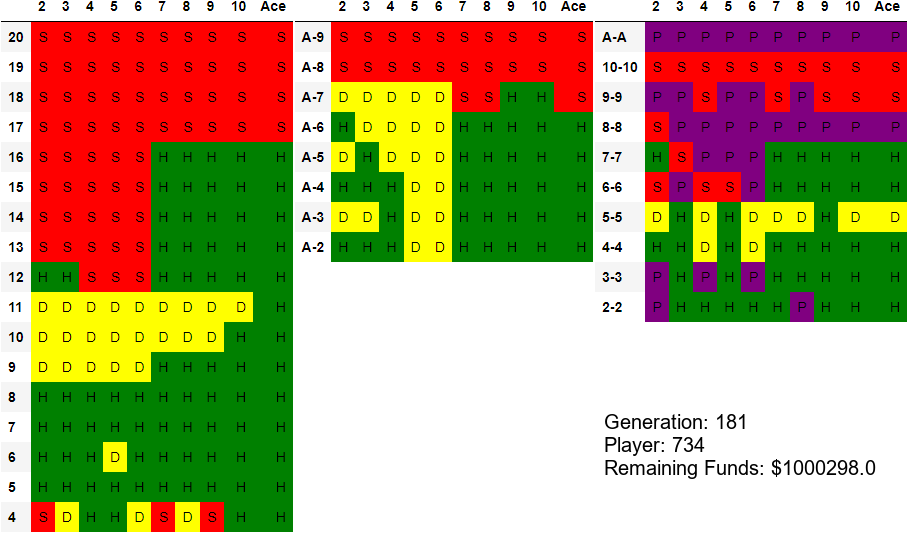 2 3 4 5 6 7 8 9 10 Ace 2 3 4 5 6 7 8 9 10 Ace 2 3 4 5 6 7 8 9 10 Ace
20 S S S S S S S S S S A-9 S S S S S S S S S S A-A P P P P P P P P P P
19 S S S S S S S S S S A-8 S S S S S S S S S S 10-10 S S S S S S S S S S
18 S S S S S S S S S S A-7 D D D D D S S H H S 9-9 P P S P P S P S S S
17 S S S S S S S S S S A-6 H D D D D H H H H H 8-8 S P P P P P P P P P
16 S S S S S H H H H H A-5 D H D D D H H H H H 7-7 H S P P P H H H H H
15 S S S S S H H H H H A-4 H H H D D H H H H H 6-6 S P S S P H H H H H
14 S S S S S H H H H H A-3 D D H D D H H H H H 5-5 D H D H D D D H D D
13 S S S S S H H H H H A-2 H H H D D H H H H H 4-4 H H D H D H H H H H
12 H H S S S H H H H H 3-3 P H P H P H H H H H
11 D D D D D D D D D H 2-2 P H H H H H P H H H
10 D D D D D D D D H H
9 D D D D D H H H H H
8 H H H H H H H H H H
7 H H H H H H H H H H
6 H H H D H H H H H H
5 H H H H H H H H H H
4 S D H H D S D S H H
Generation: 181
Player: 734
Remaining Funds: $1000298.0